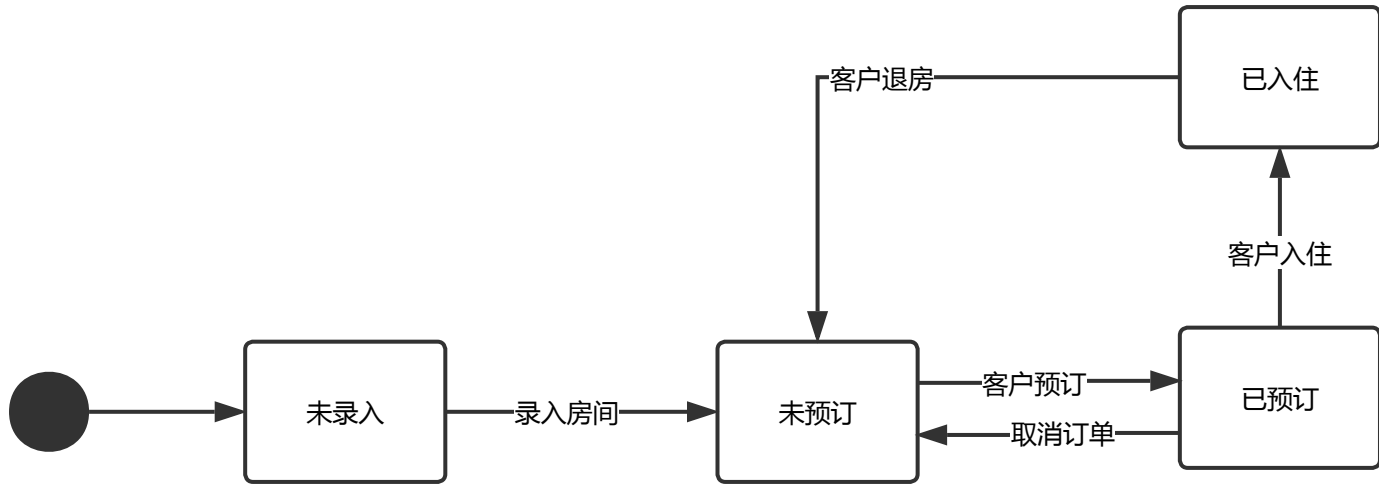 客户退房
已入住
客户入住
未录入
录入房间
未预订
客户预订
取消订单
已预订